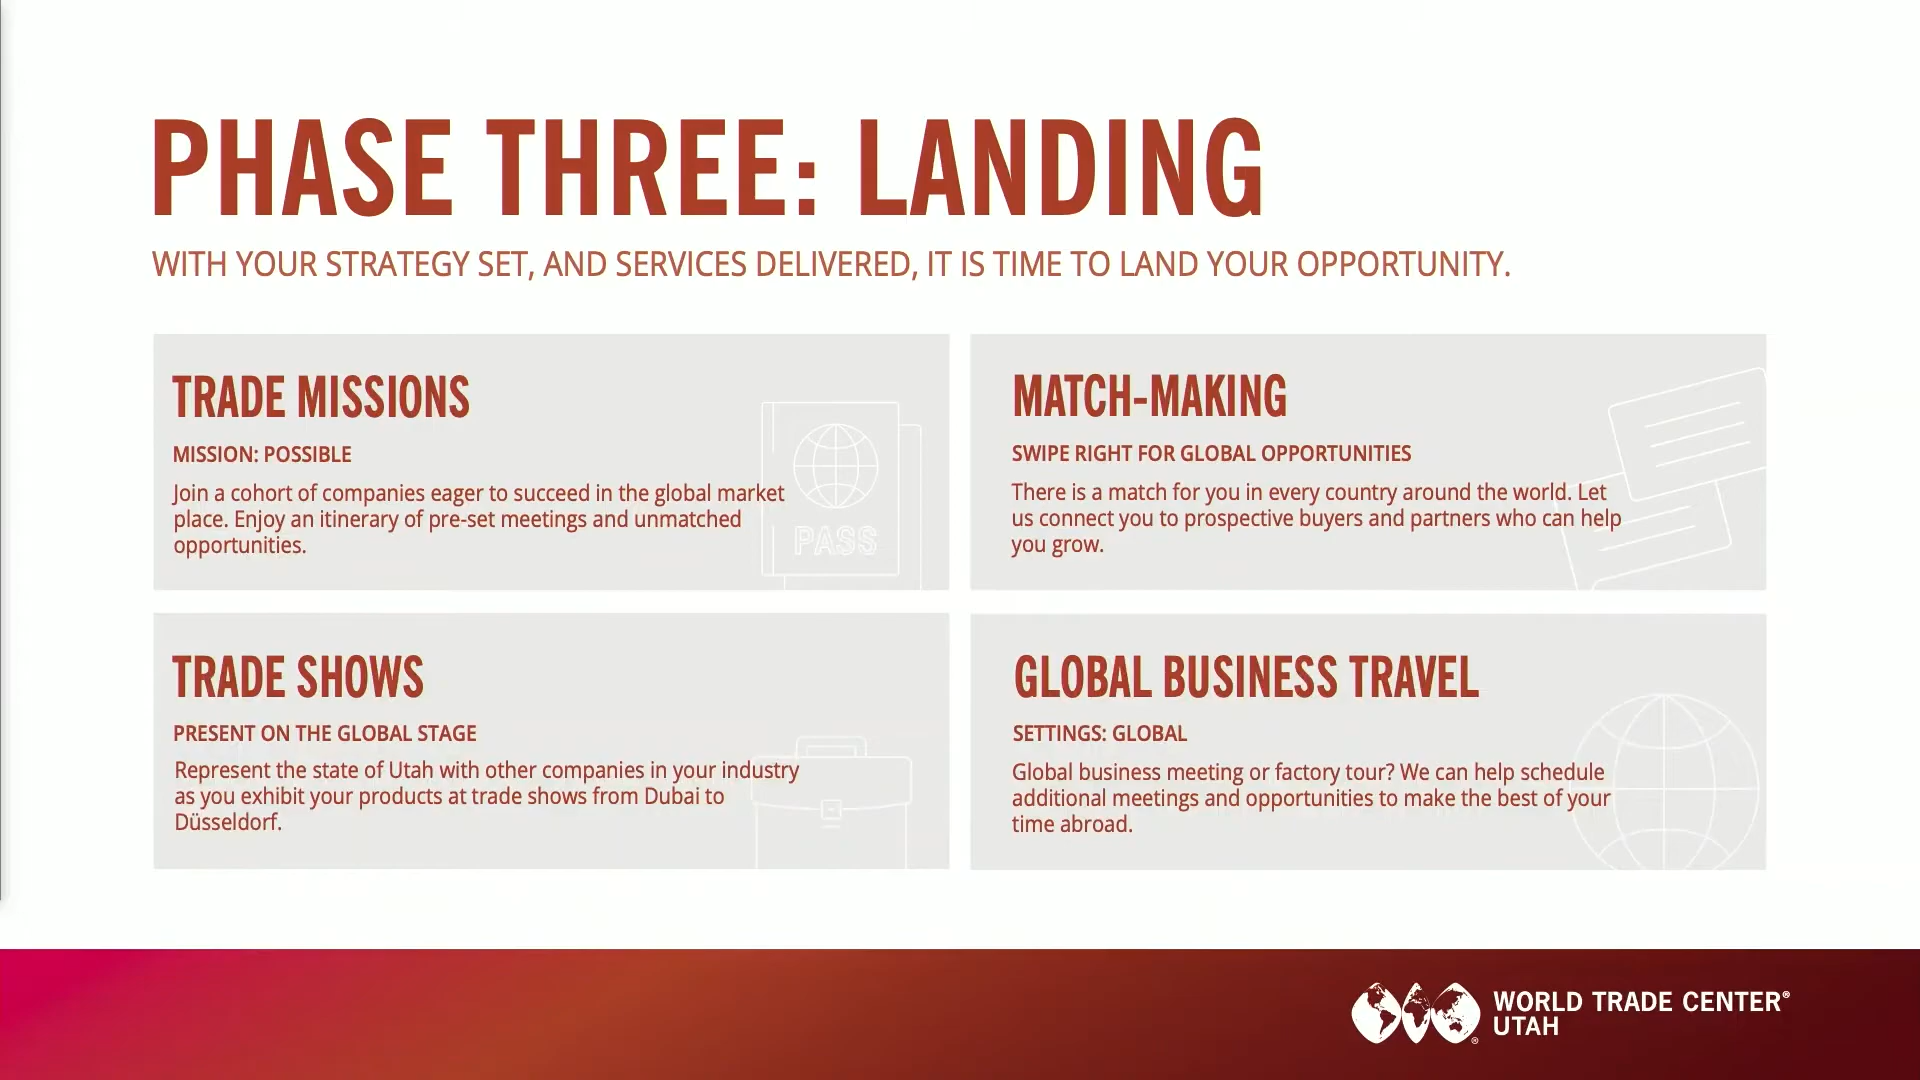 PHASE THREE: LANDING
WITH YOUR STRATEGY SET, AND SERVICES DELIVERED, IT IS TIME TO LAND YOUR OPPORTUNITY.
TRADE MISSIONS
MISSION: POSSIBLE
Join a cohort of companies eager to succeed in the global market
place. Enjoy an itinerary of pre-set meetings and unmatched
opportunities.
PASS
MATCH-MAKING
SWIPE RIGHT FOR GLOBAL OPPORTUNITIES
There is a match for you in every country around the world. Let
us connect you to prospective buyers and partners who can help
you grow.
TRADE SHOWS
PRESENT ON THE GLOBAL STAGE
Represent the state of Utah with other companies in your industry
as you exhibit your products at trade shows from Dubai to
Düsseldorf.
GLOBAL BUSINESS TRAVEL
SETTINGS: GLOBAL
Global business meeting or factory tour? We can help schedule
additional meetings and opportunities to make the best of your
time abroad.
WORLD TRADE CENTER®
UTAH